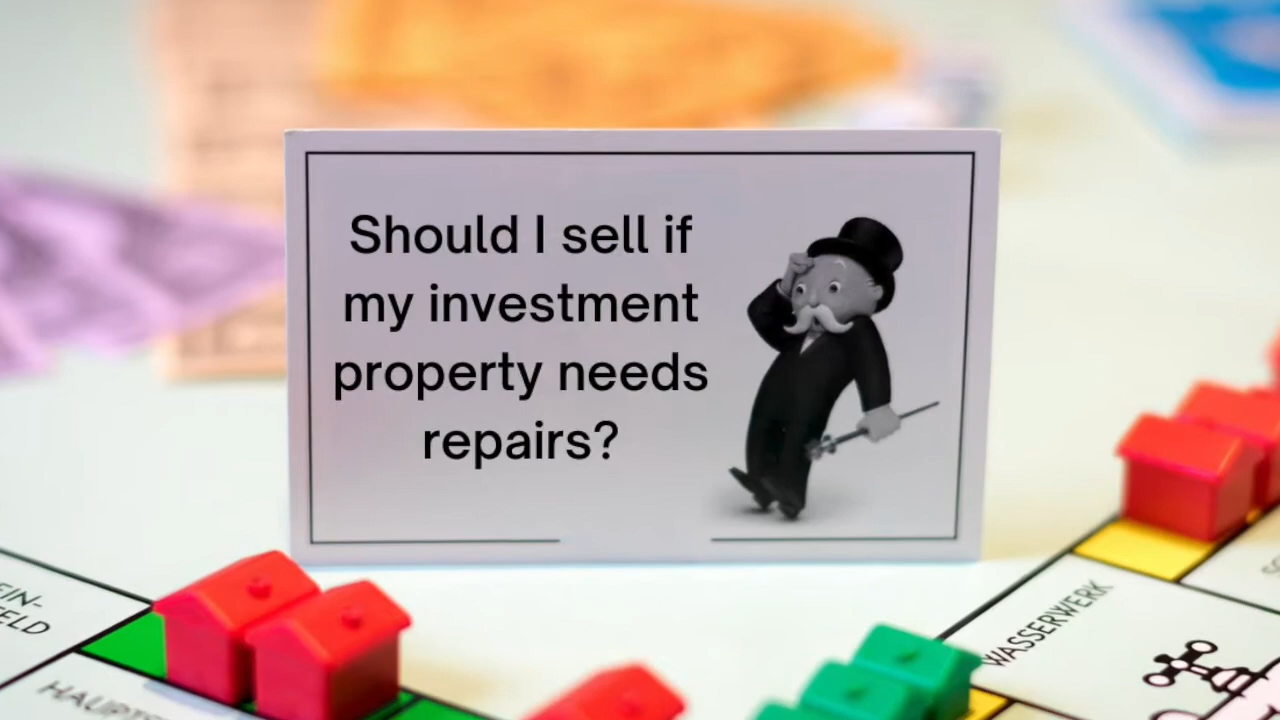 Should I sell if
my investment
property needs
repairs?
WASSERWERK